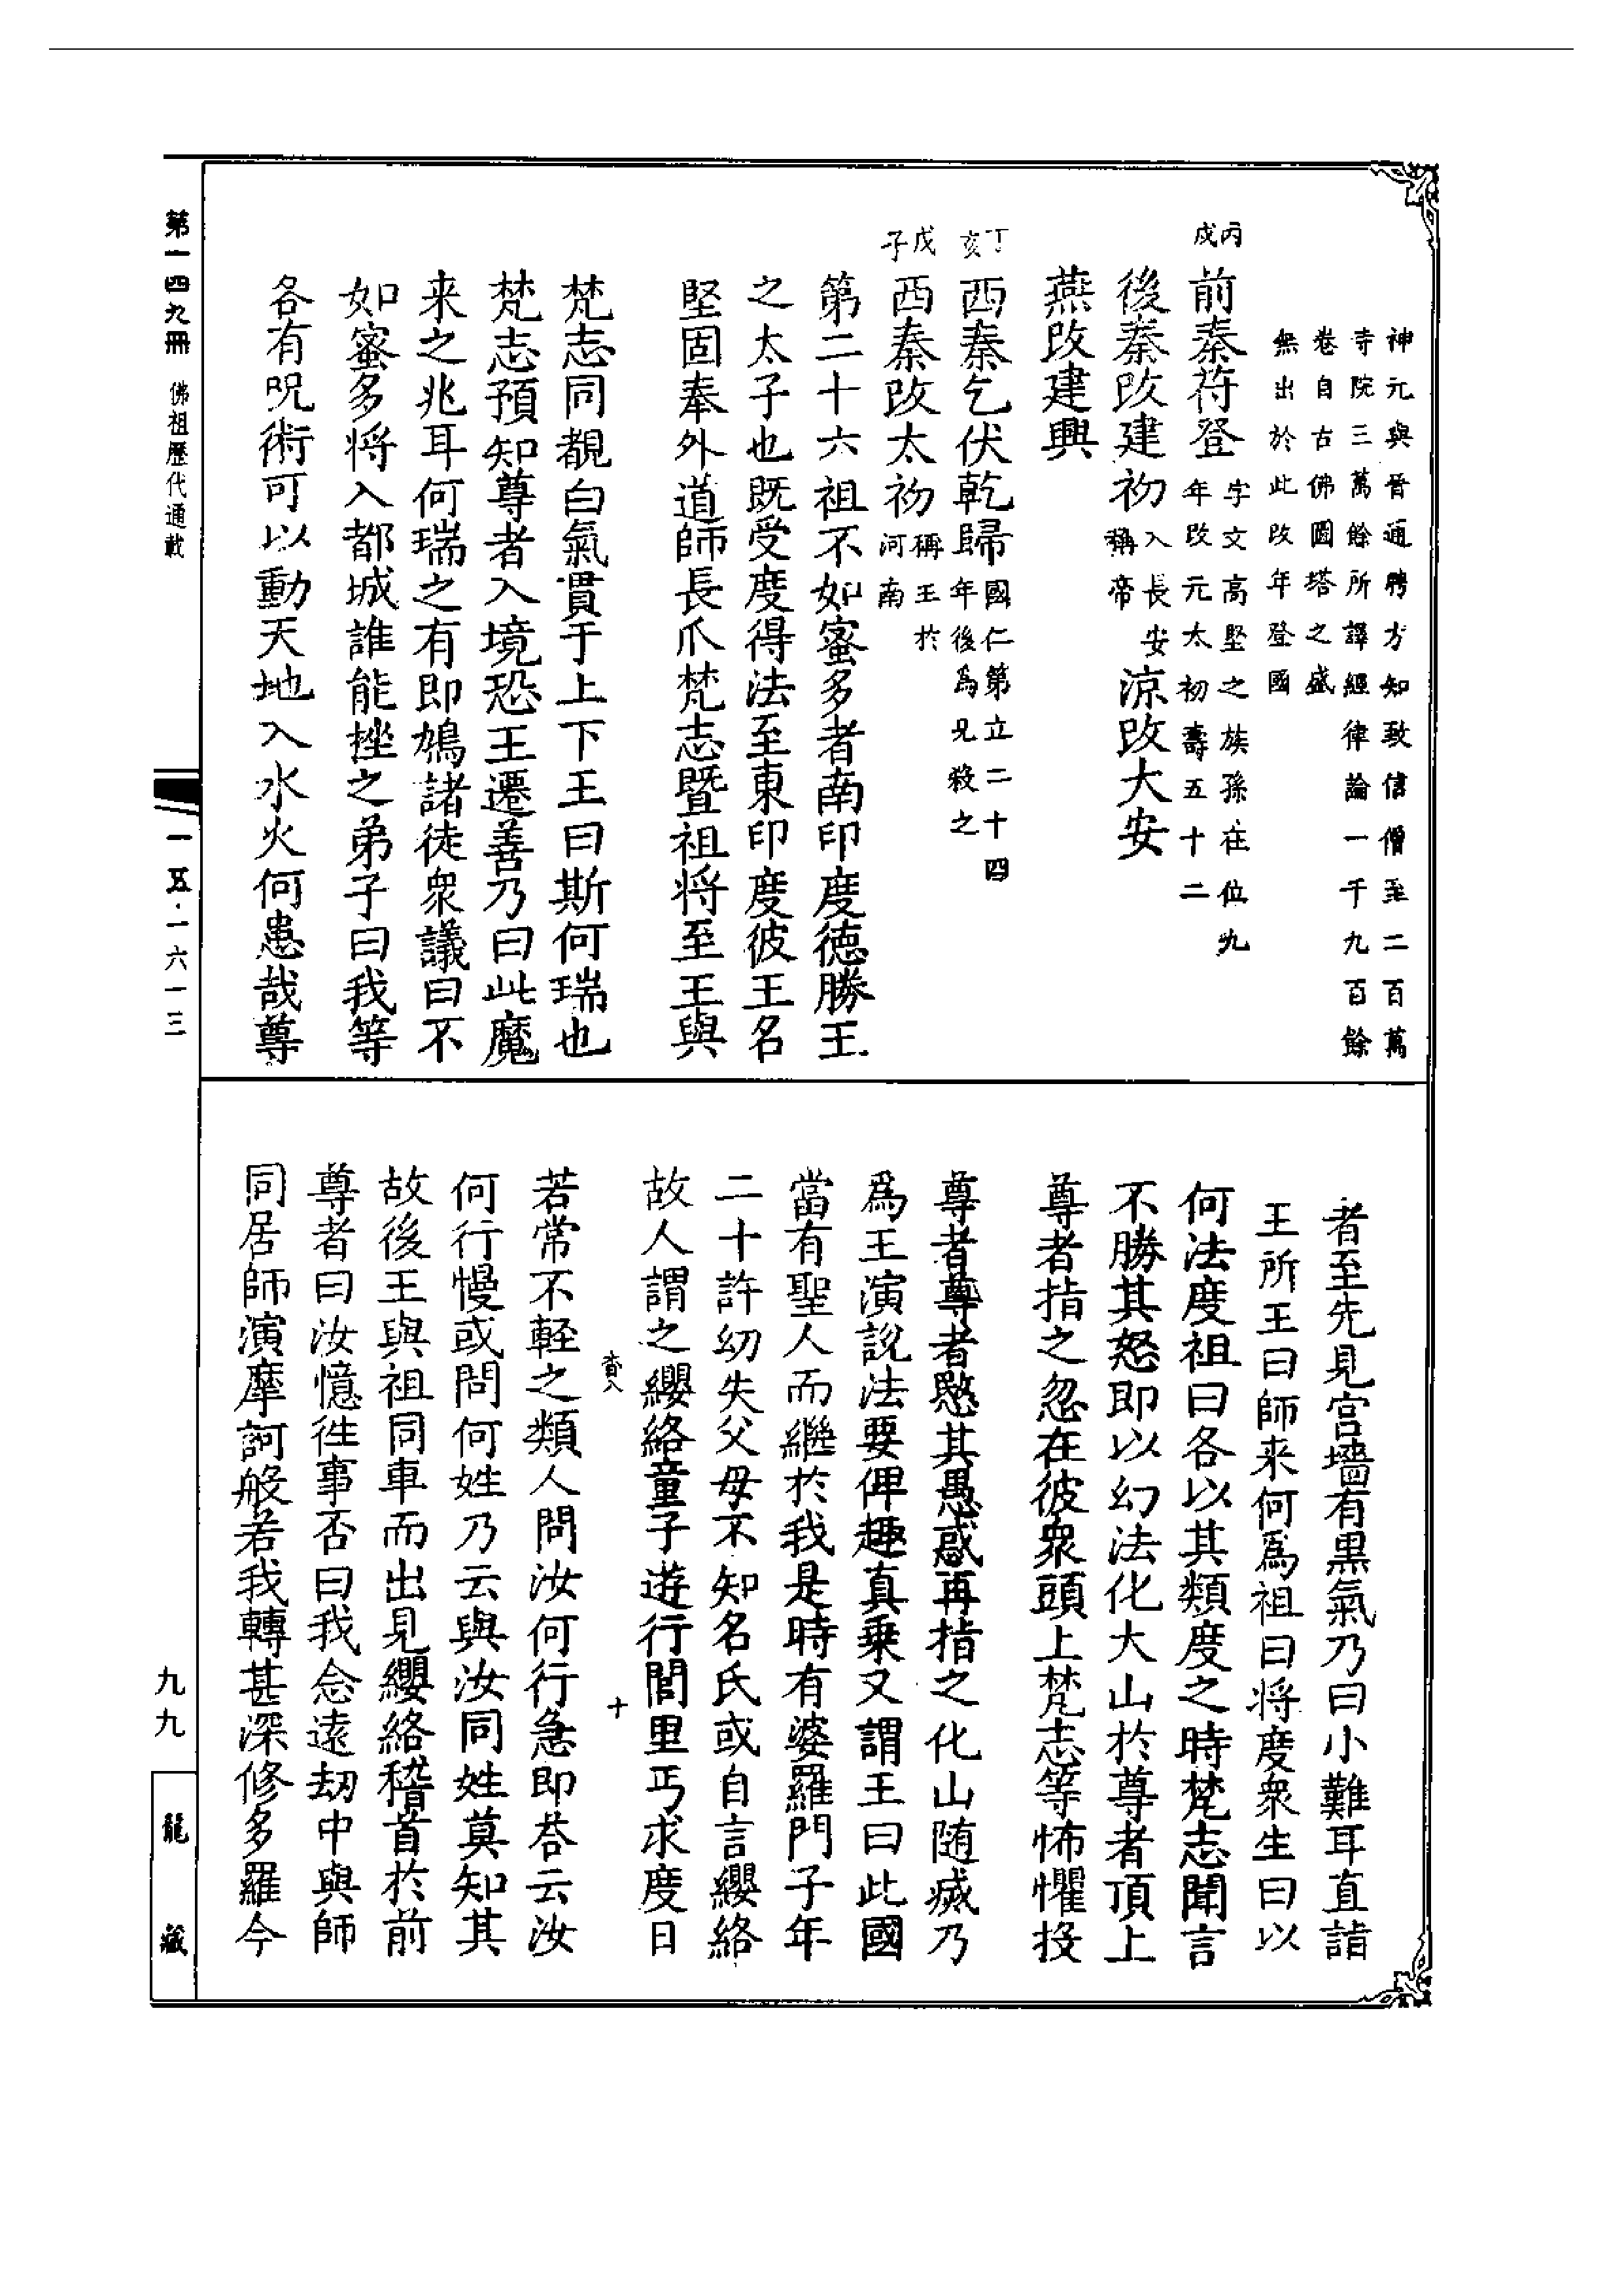 神元與晉通聘方知致信僧至二百萬
寺院三萬餘所譯經律論一千九百餘
卷自古佛圖塔之盛
無出於此改年登國
丙戌
前秦苻登字文高堅之族孫在位九
年改元太初壽五十二
後秦改建初入長安
稱帝
涼改大安
燕改建興
丁亥
西秦乞伏乾歸國仁第立二十四
年後為兄殺之
戊子
西秦改太初稱王於
河南
第二十六祖不如蜜多者南印度德勝王
之太子也既受度得法至東印度彼王名
堅固奉外道師長爪梵志暨祖將至王與
梵志同覩白氣貫于上下王曰斯何瑞也
梵志預知尊者入境恐王遷善乃曰此魔
来之兆耳何瑞之有即鳩諸徒衆議曰不
如蜜多将入都城誰能挫之弟子曰我等
各有呪術可以動天地入水火何患哉尊
者至先見宮墻有黒氣乃曰小難耳直詣
王所王曰師来何爲祖曰将度衆生曰以
何法度祖曰各以其類度之時梵志聞言
不勝其怒即以幻法化大山於尊者頂上
尊者指之忽在彼衆頭上梵志等怖懼投
尊者尊者愍其愚惑再指之化山随滅乃
爲王演說法要俾趣真乗又謂王曰此國
當有聖人而繼於我是時有婆羅門子年
二十許幼失父母不知名氏或自言纓絡
故人謂之纓絡童子遊行閭里丐求度日
若常不輕之類人問汝何行急即荅云汝
何行慢或問何姓乃云與汝同姓莫知其
故後王與祖同車而出見纓絡稽首於前
尊者曰汝憶徃事否曰我念遠劫中與師
同居師演摩訶般若我轉甚深修多羅今
十
第一四九冊 佛祖歷代通載
一五·一六一三
九九
龍藏